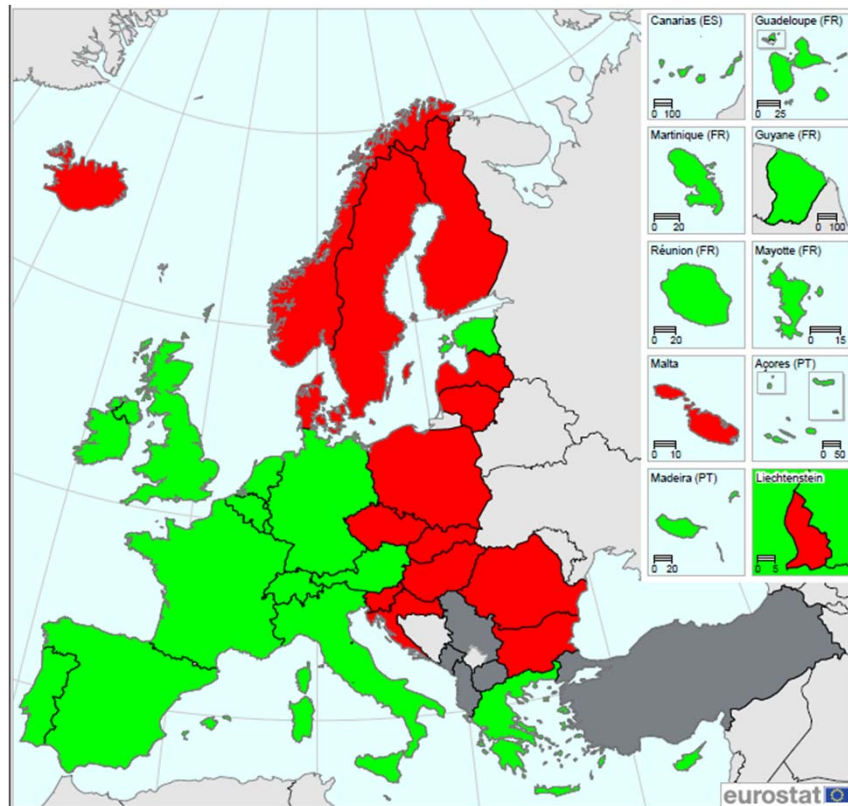 Canarias (ES)
0 100
Guadeloupe (FR)
0 25
Martinique (FR)
0 20
Guyane (FR)
0 100
Réunion (FR)
0 20
Mayotte (FR)
0 15
Malta
0 10
Açores (PT)
0 50
Madeira (PT)
0 20
Liechtenstein
0 5
eurostat